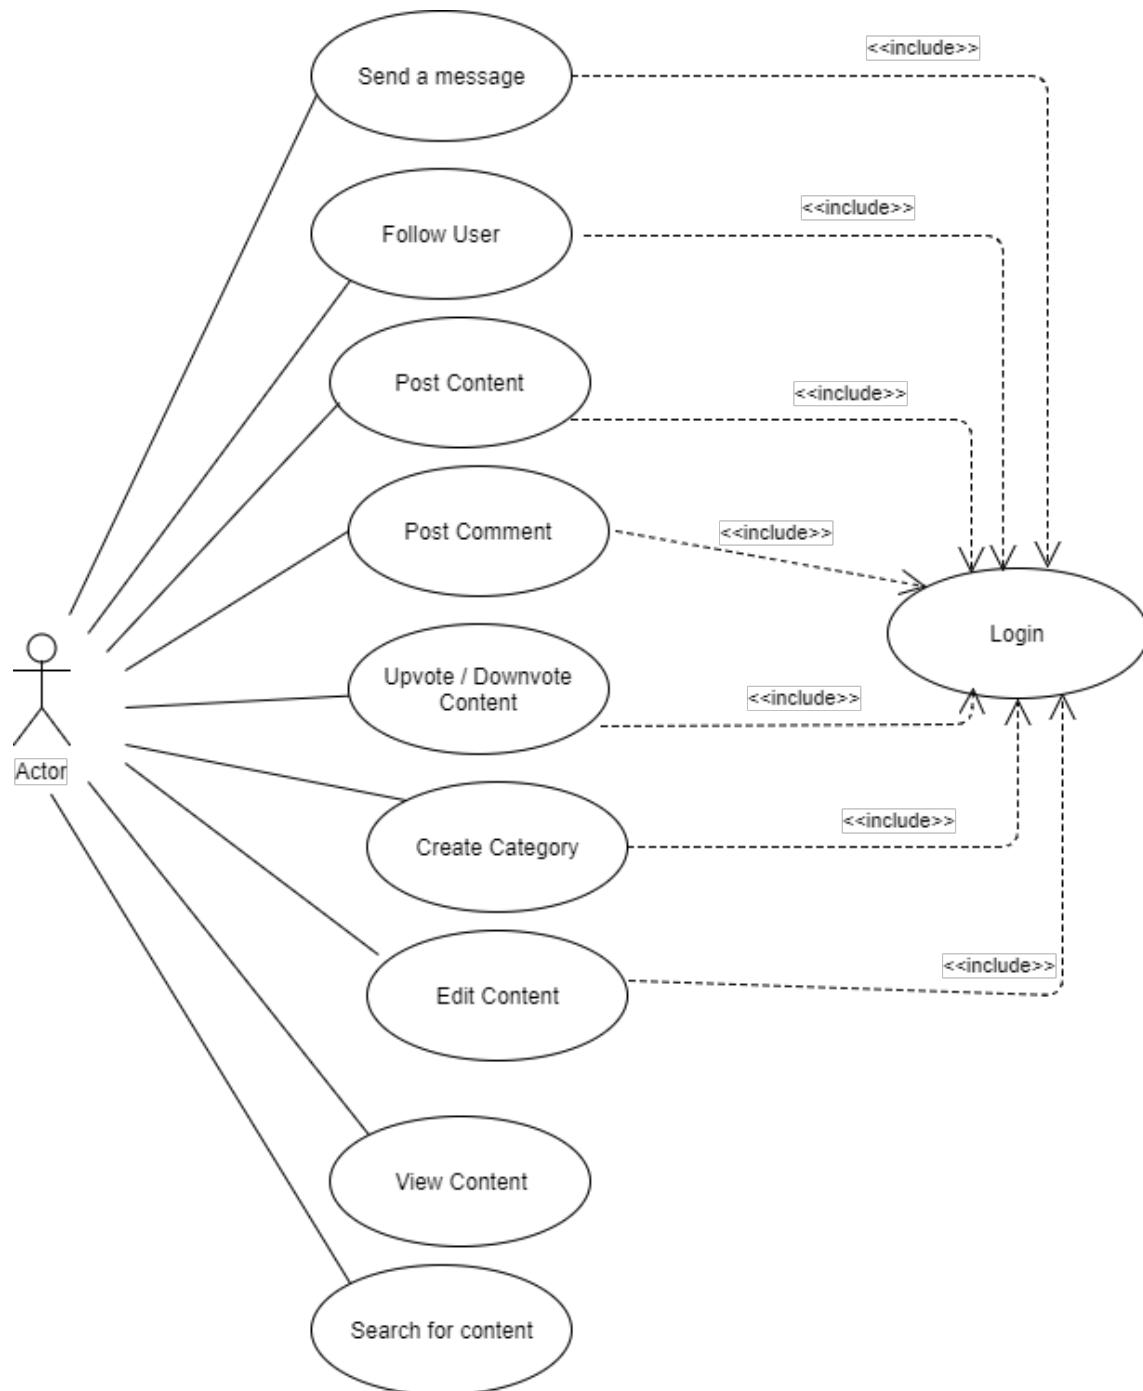 <<include>>
Send a message
<<include>>
Follow User
Post Content
<<include>>
Post Comment
<<include>>
Login
Upvote / Downvote
Content
<<include>>
Actor
<<include>>
Create Category
<<include>>
Edit Content
View Content
Search for content